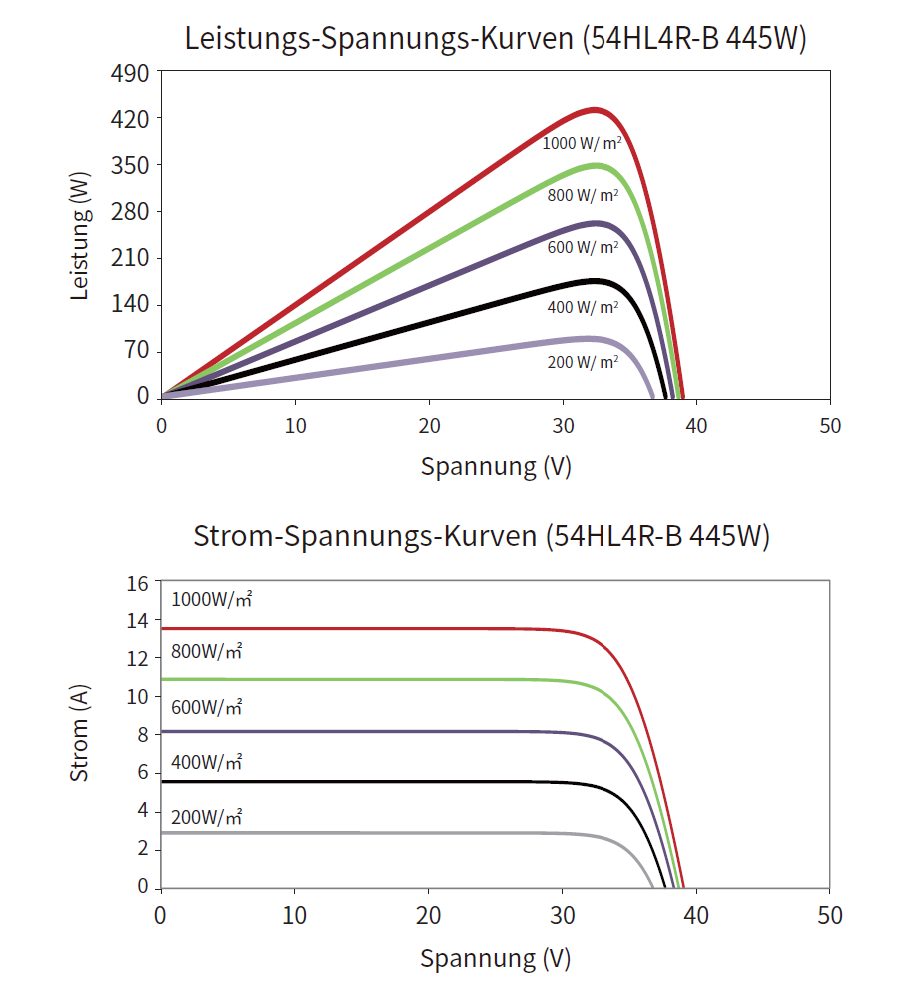 Leistungs-Spannungs-Kurven (54HL4R-B 445W)
490
420
350
280
210
140
70
0
Leistung (W)
1000 W/ m²
800 W/ m²
600 W/ m²
400 W/ m²
200 W/ m²
0 10 20 30 40 50
Spannung (V)
Strom-Spannungs-Kurven (54HL4R-B 445W)
16
14
12
10
8
6
4
2
0
Strom (A)
1000W/㎡
800W/㎡
600W/㎡
400W/㎡
200W/㎡
0 10 20 30 40 50
Spannung (V)